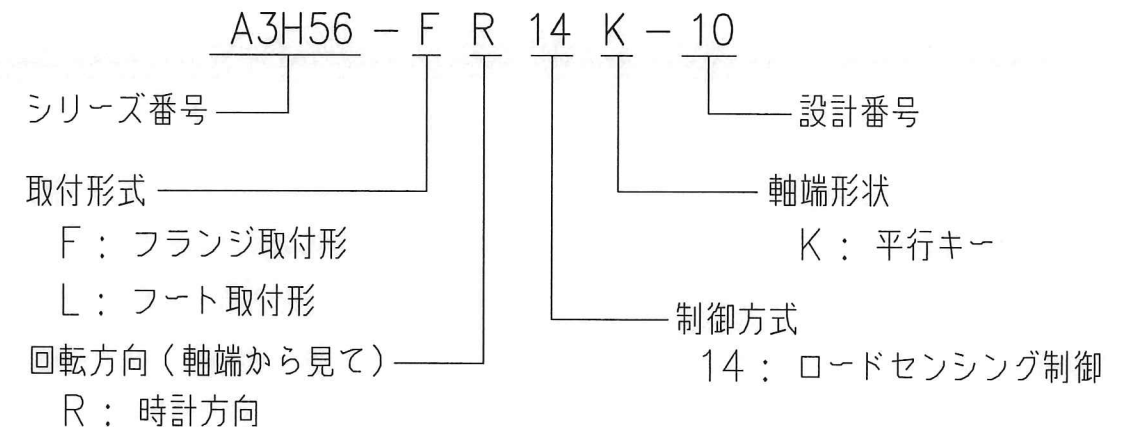 A3H56-FR14K-10
シリーズ番号
設計番号
取付形式
軸端形状
F：フランジ取付形
K：平行キー
L：フート取付形
制御方式
回転方向（軸端から見て）
14：ロードセンシング制御
R：時計方向